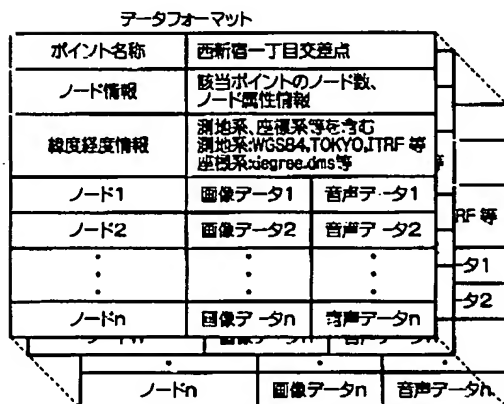 データフォーマット
ポイント名称 西新宿一丁目交差点
ノード情報 該当ポイントのノード数、
ノード属性情報
緯度経度情報 測地系、座標系等を含む
測地系:WGS84,TOKYO,ITRF 等
座標系:degree,dms等
ノード1 画像データ1 音声データ1
ノード2 画像データ2 音声データ2
ノードn 画像データn 音声データn
等
RF 等
タ1
タ2
ノードn 画像データn 音声データn